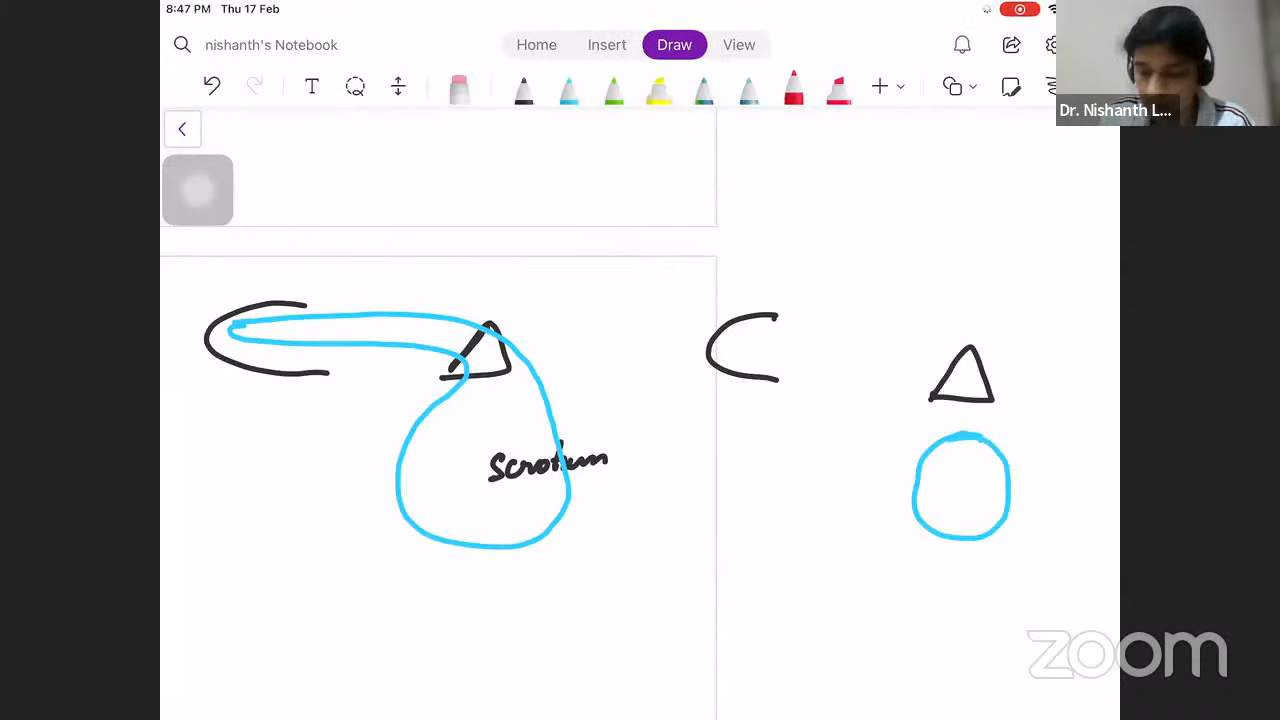 8:47 PM Thu 17 Feb
nishanth's Notebook
Home Insert Draw View
T
Dr. Nishanth L...
Scrotum
zoom